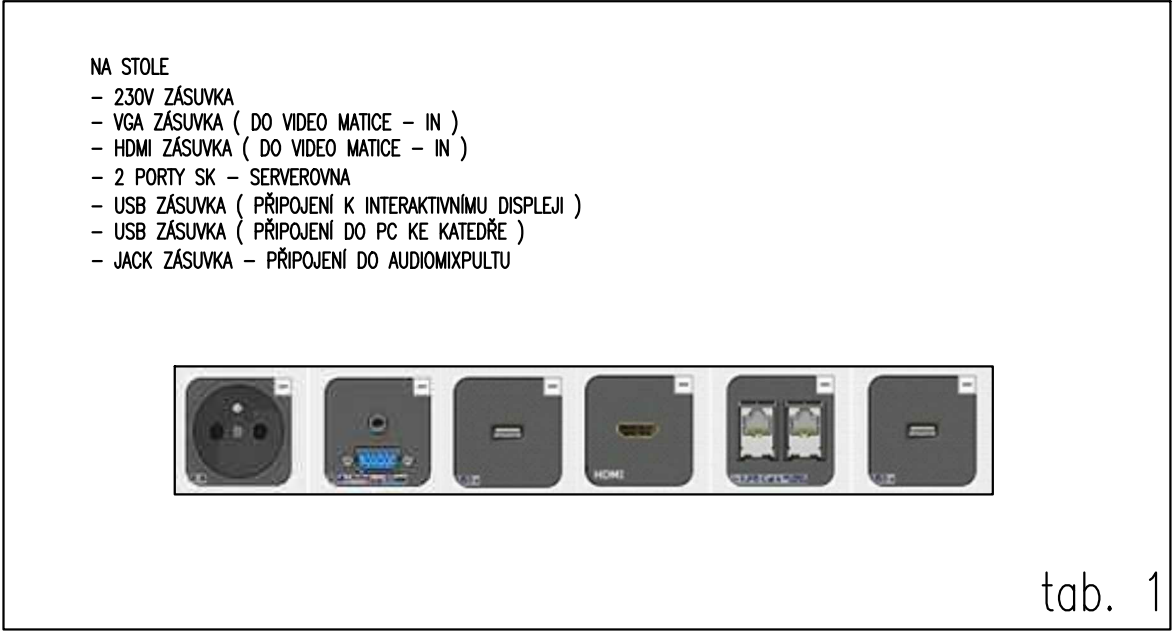 NA STOLE
– 230V ZÁSUVKA
– VGA ZÁSUVKA ( DO VIDEO MATICE – IN )
– HDMI ZÁSUVKA ( DO VIDEO MATICE – IN )
– 2 PORTY SK – SERVEROVNA
– USB ZÁSUVKA ( PŘIPOJENÍ K INTERAKTIVNÍMU DISPLEJI )
– USB ZÁSUVKA ( PŘIPOJENÍ DO PC KE KATEDŘE )
– JACK ZÁSUVKA – PŘIPOJENÍ DO AUDIOMIXPULTU
HDMI
tab. 1